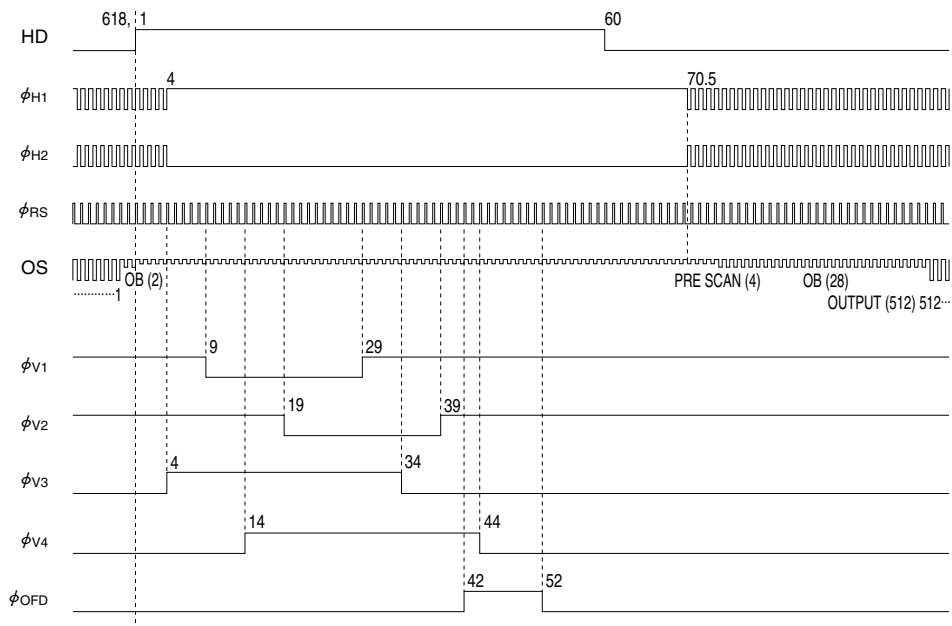 618, 1 60
HD
4 70.5
ϕH1
ϕH2
ϕRS
OS
OB (2) PRE SCAN (4) OB (28)
············1 OUTPUT (512) 512···
9 29
ϕV1
19 39
ϕV2
4 34
ϕV3
14 44
ϕV4
42 52
ϕOFD